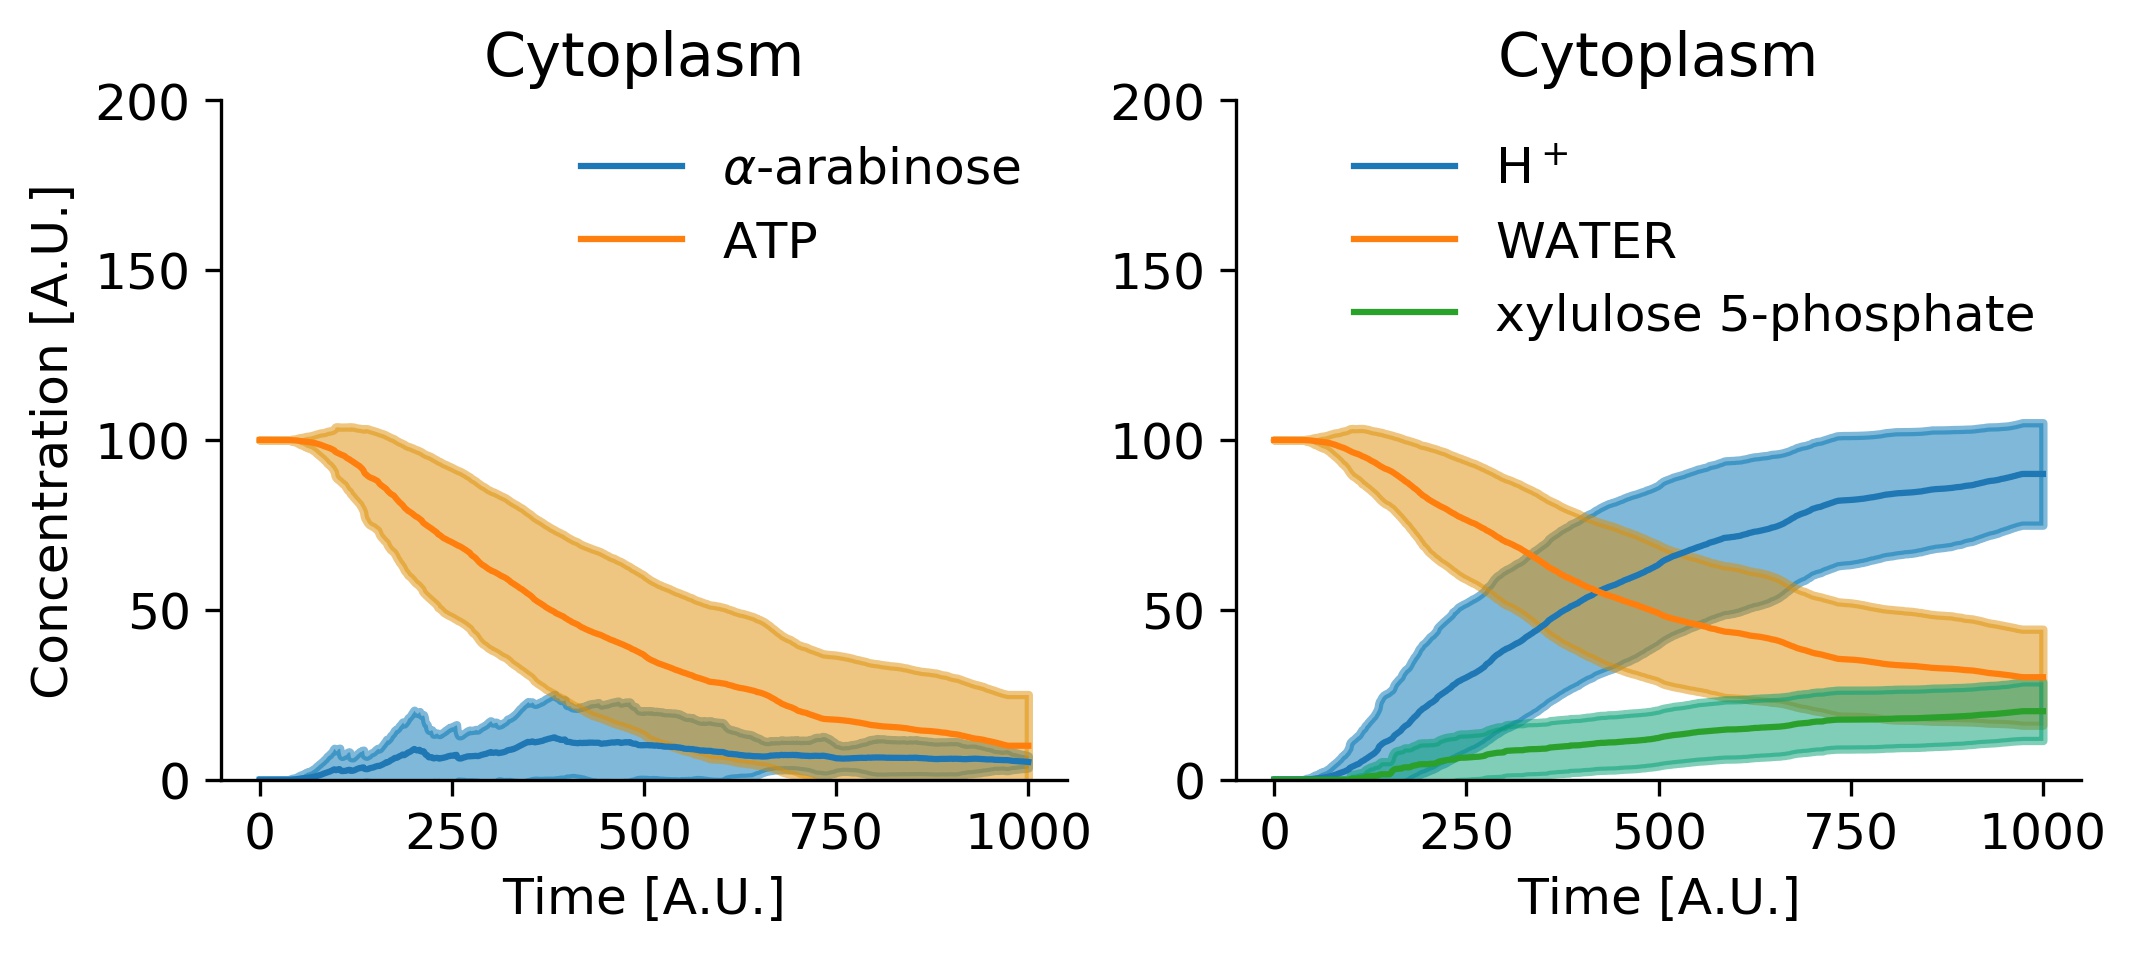 Cytoplasm
200
150
100
50
0
Concentration [A.U.]
α-arabinose
ATP
0 250 500 750 1000
Time [A.U.]
Cytoplasm
200
150
100
50
0
H⁺
WATER
xylulose 5-phosphate
0 250 500 750 1000
Time [A.U.]